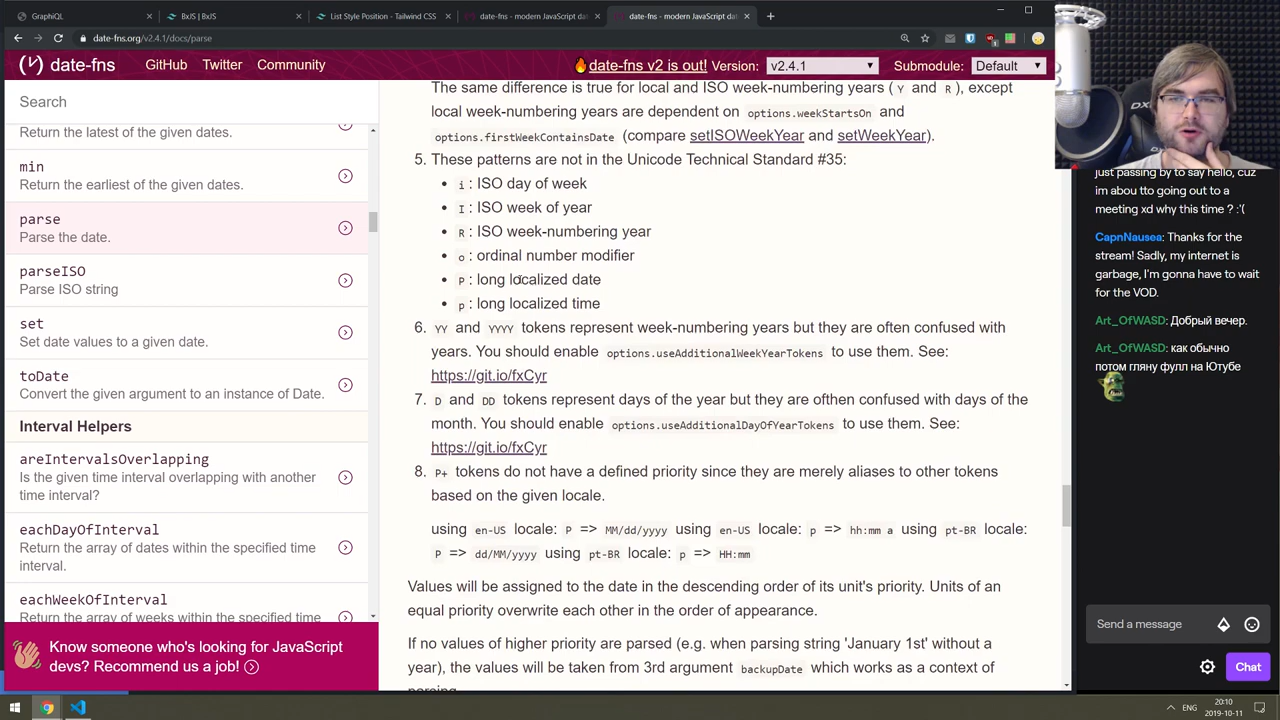 GraphiQL
BxJS | BxJS
List Style Position - Tailwind CSS
date-fns - modern JavaScript dat
date-fns - modern JavaScript dat
date-fns.org/v2.4.1/docs/parse
date-fns
GitHub
Twitter
Community
date-fns v2 is out!
Version:
v2.4.1
Submodule:
Default
Search
Return the latest of the given dates.
min
Return the earliest of the given dates.
parse
Parse the date.
parseISO
Parse ISO string
set
Set date values to a given date.
toDate
Convert the given argument to an instance of Date.
Interval Helpers
areIntervalsOverlapping
Is the given time interval overlapping with another
time interval?
eachDayOfInterval
Return the array of dates within the specified time
interval.
eachWeekOfInterval
Return the array of weeks within the specified time
Know someone who's looking for JavaScript
devs? Recommend us a job!
The same difference is true for local and ISO week-numbering years ( Y and R ), except
local week-numbering years are dependent on options.weekStartsOn and
options.firstWeekContainsDate (compare setISOWeekYear and setWeekYear).
5. These patterns are not in the Unicode Technical Standard #35:
• i : ISO day of week
• I : ISO week of year
• R : ISO week-numbering year
• o : ordinal number modifier
• P : long localized date
• p : long localized time
6. YY and YYYY tokens represent week-numbering years but they are often confused with
years. You should enable options.useAdditionalWeekYearTokens to use them. See:
https://git.io/fxCyr
7. D and DD tokens represent days of the year but they are ofthen confused with days of the
month. You should enable options.useAdditionalDayOfYearTokens to use them. See:
https://git.io/fxCyr
8. P+ tokens do not have a defined priority since they are merely aliases to other tokens
based on the given locale.
using en-US locale: P => MM/dd/yyyy using en-US locale: p => hh:mm a using pt-BR locale:
P => dd/MM/yyyy using pt-BR locale: p => HH:mm
Values will be assigned to the date in the descending order of its unit's priority. Units of an
equal priority overwrite each other in the order of appearance.
If no values of higher priority are parsed (e.g. when parsing string 'January 1st' without a
year), the values will be taken from 3rd argument backupDate which works as a context of
parsing.
just passing by to say hello, cuz
im abou tto going out to a
meeting xd why this time ? :'(
CapnNausea: Thanks for the
stream! Sadly, my internet is
garbage, I'm gonna have to wait
for the VOD.
Art_OfWASD: Добрый вечер.
Art_OfWASD: как обычно
потом гляну фулл на Ютубе
Send a message
Chat
ENG
20:10
2019-10-11